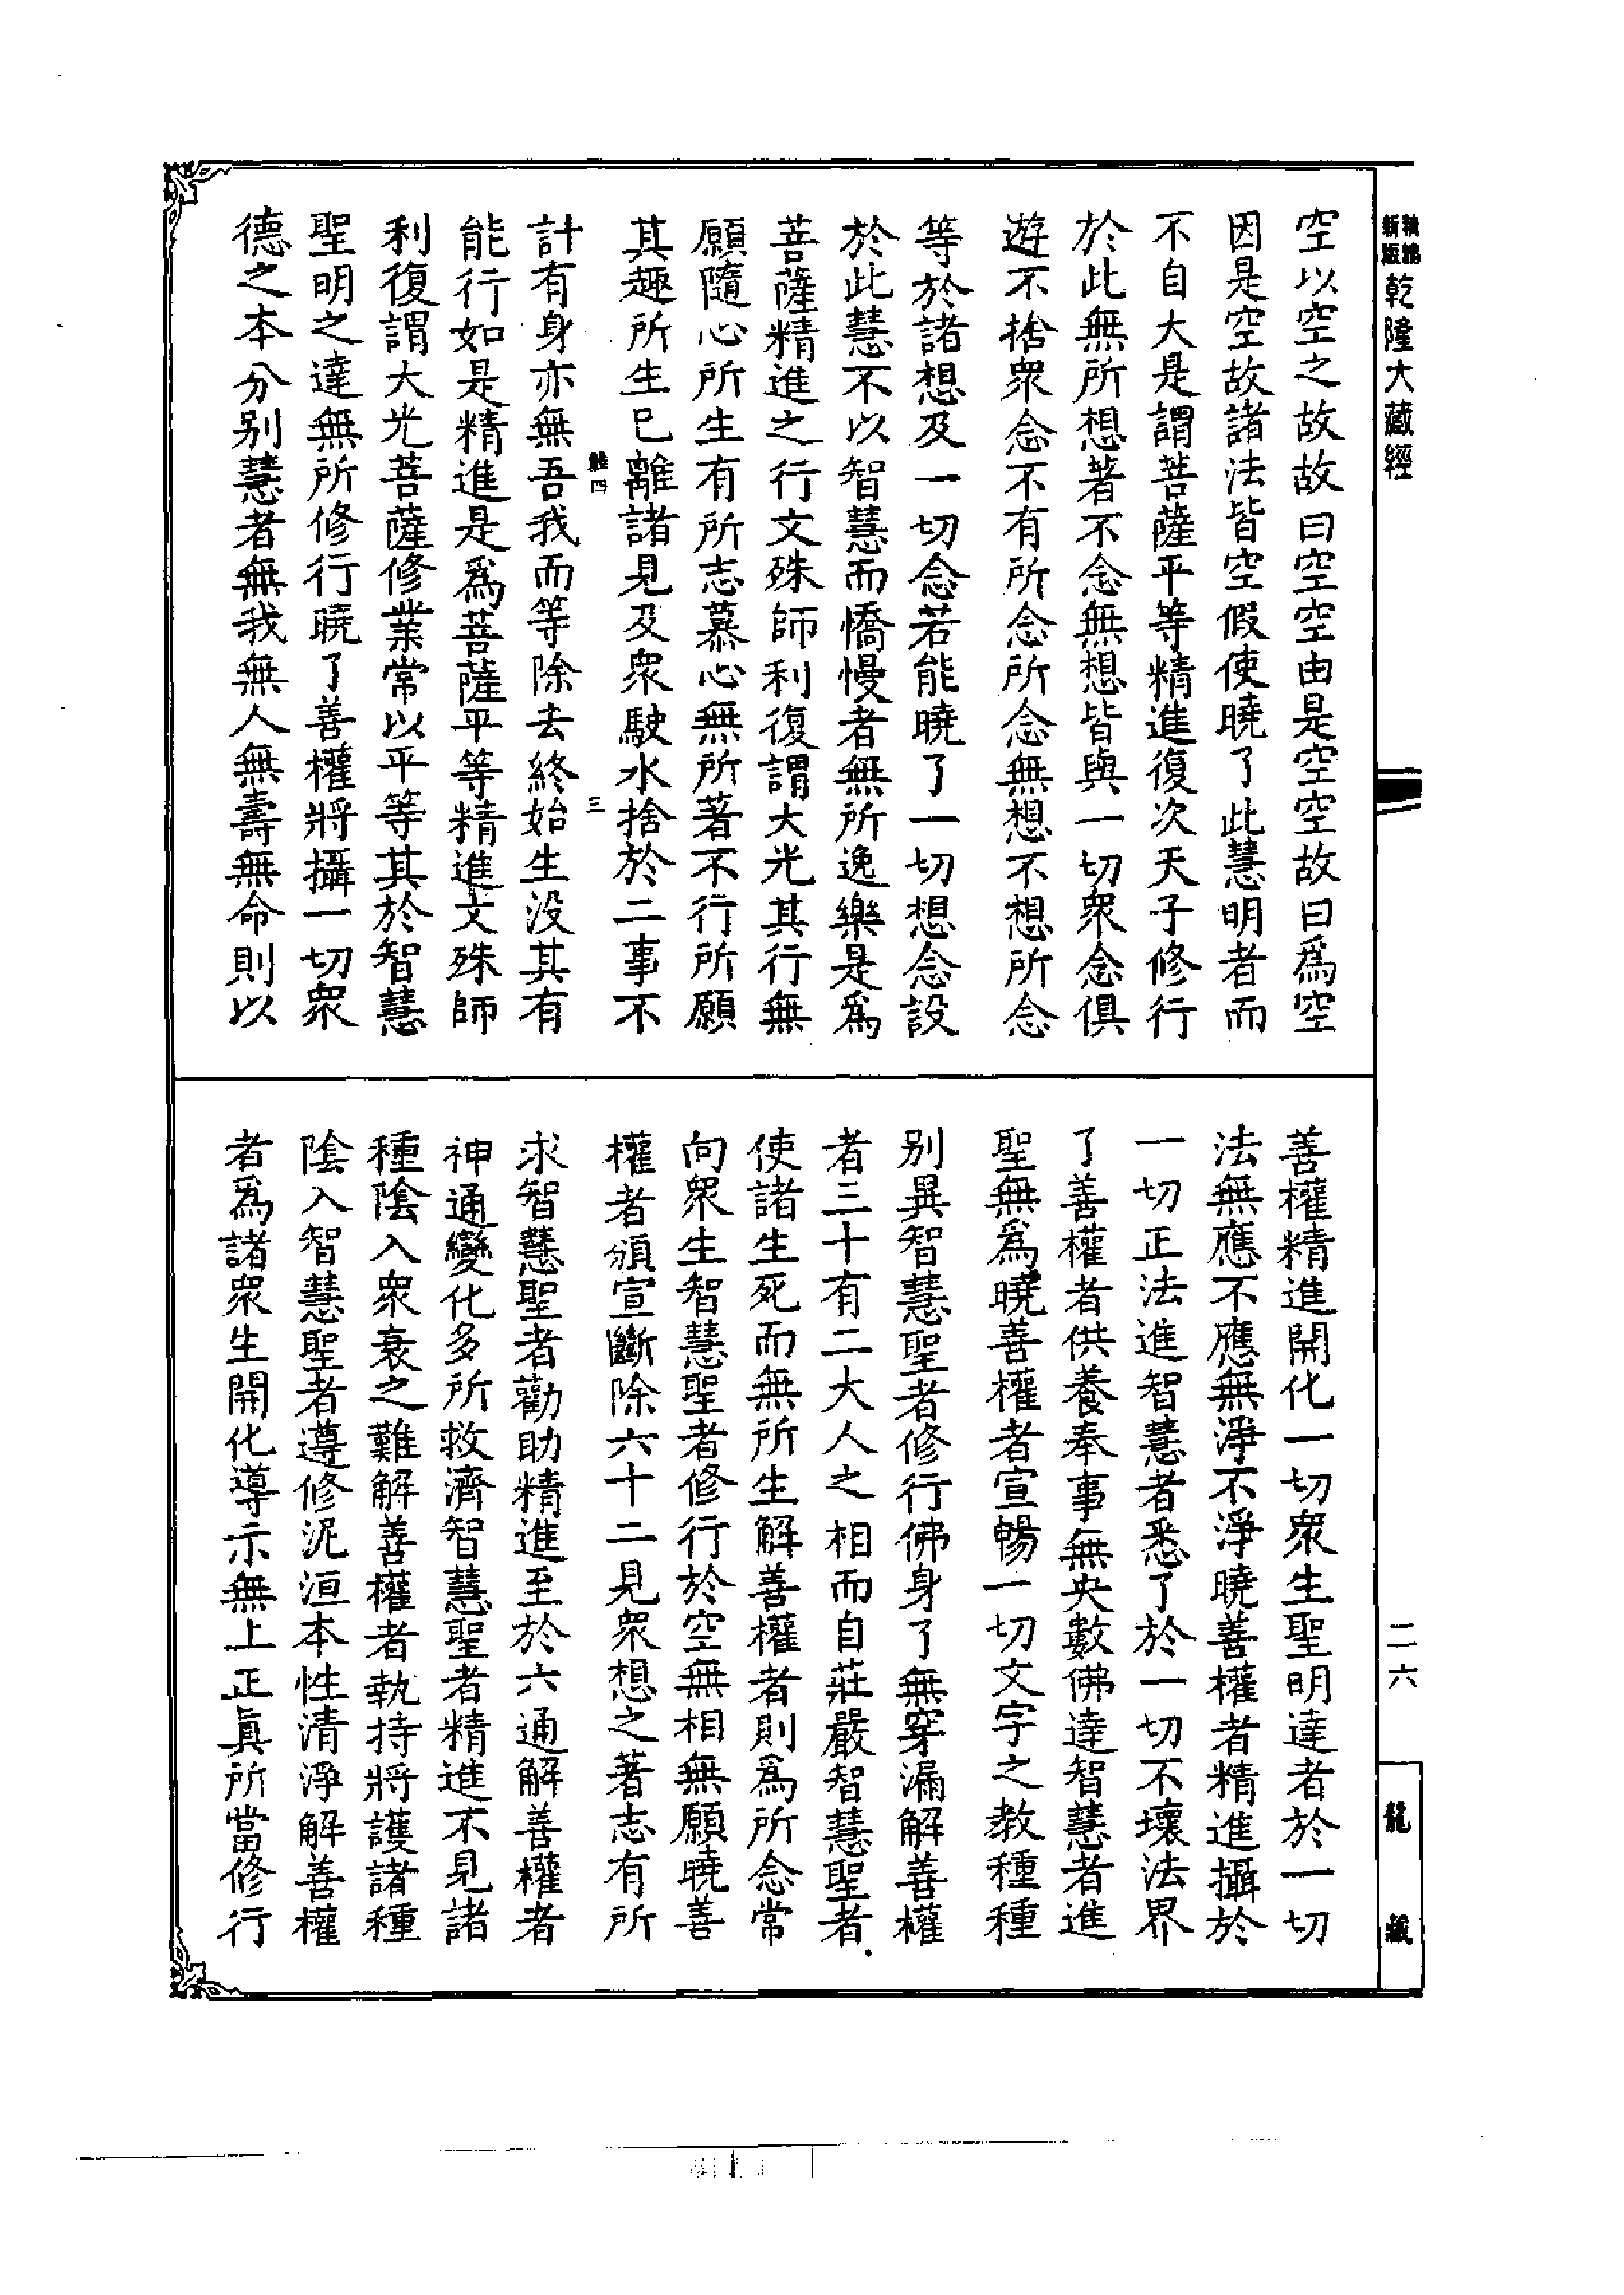 新版 精鐫
乾隆大藏經
空以空之故故曰空空由是空空故曰爲空
因是空故諸法皆空假使曉了此慧明者而
不自大是謂菩薩平等精進復次天子修行
於此無所想著不念無想皆與一切衆念俱
遊不捨衆念不有所念所念無想不想所念
等於諸想及一切念若能曉了一切想念設
於此慧不以智慧而憍慢者無所逸樂是爲
菩薩精進之行文殊師利復謂大光其行無
願隨心所生有所志慕心無所著不行所願
其趣所生已離諸見及衆駛水捨於二事不
四 三
計有身亦無吾我而等除去終始生没其有
能行如是精進是爲菩薩平等精進文殊師
利復謂大光菩薩修業常以平等其於智慧
聖明之達無所修行曉了善權將攝一切衆
德之本分别慧者無我無人無壽無命則以
善權精進開化一切衆生聖明達者於一切
法無應不應無淨不淨曉善權者精進攝於
一切正法進智慧者悉了於一切不壞法界
了善權者供養奉事無央數佛達智慧者進
聖無爲曉善權者宣暢一切文字之教種種
别異智慧聖者修行佛身了無穿漏解善權
者三十有二大人之相而自莊嚴智慧聖者
使諸生死而無所生解善權者則爲所念常
向衆生智慧聖者修行於空無相無願曉善
權者頒宣斷除六十二見衆想之著志有所
求智慧聖者勸助精進至於六通解善權者
神通變化多所救濟智慧聖者精進不見諸
種陰入衆衰之難解善權者執持將護諸種
陰入智慧聖者遵修泥洹本性清淨解善權
者爲諸衆生開化導示無上正眞所當修行
二六
龍藏